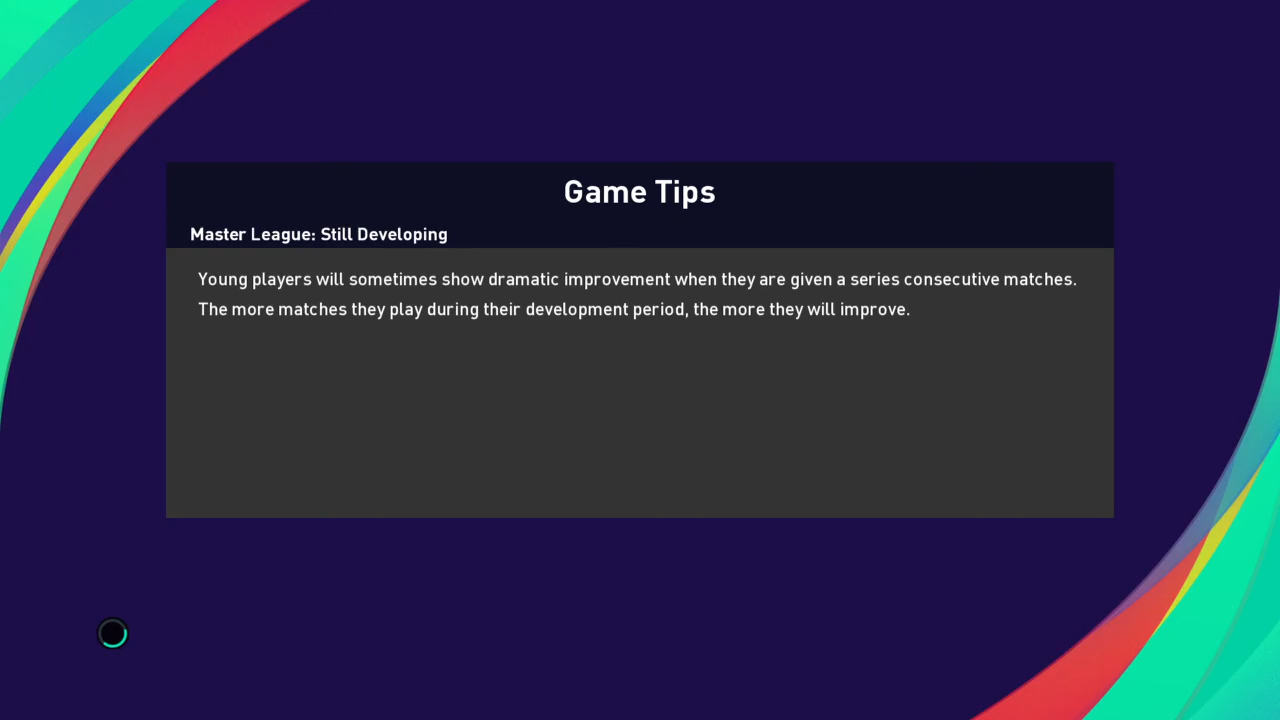 Game Tips
Master League: Still Developing
Young players will sometimes show dramatic improvement when they are given a series consecutive matches.
The more matches they play during their development period, the more they will improve.